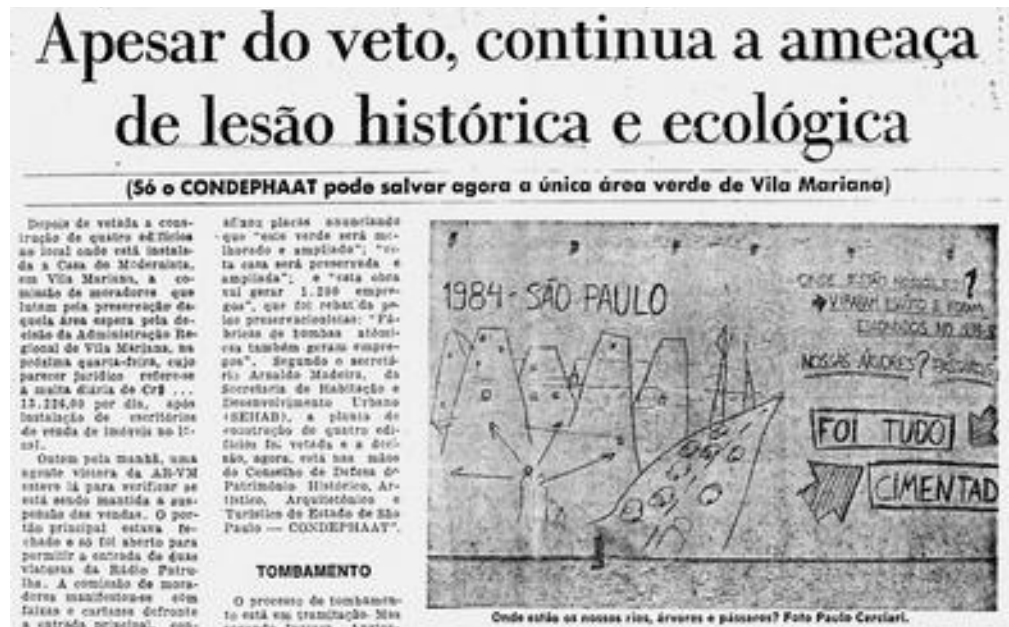 Apesar do veto, continua a ameaça
de lesão histórica e ecológica
(Só o CONDEPHAAT pode salvar agora a única área verde de Vila Mariana)
Depois de vetada a cons-
trução de quatro edifícios
no local onde está instala-
da a Casa do Modernista,
em Vila Mariana, a co-
missão de moradores que
lutam pela preservação da-
quela área espera pela de-
cisão da Administração Re-
gional de Vila Mariana, na
próxima quarta-feira, cujo
parecer jurídico refere-se
a multa diária de Cr$ ...
13.224,00 por dia, após
instalação de escritórios
de venda de imóveis no lo-
cal.
Ontem pela manhã, uma
agente vistora da AR-VM
esteve lá para verificar se
está sendo mantida a sus-
pensão das vendas. O por-
tão principal estava fe-
chado e só foi aberto para
permitir a entrada de duas
viaturas da Rádio Patru-
lha. A comissão de mora-
dores manifestou-se com
faixas e cartazes defronte
a entrada principal, con-
afixou placas anunciando
que "este verde será me-
lhorado e ampliado"; "es-
ta casa será preservada e
ampliada"; e "esta obra
vai gerar 1.200 empre-
gos", que foi rebatida pe-
los preservacionistas: "Fá-
bricas de bombas atômi-
cas também geram empre-
gos". Segundo o secretá-
rio Arnaldo Madeira, da
Secretaria de Habitação e
Desenvolvimento Urbano
(SEHAB), a planta de
construção de quatro edi-
fícios foi vetada e a deci-
são, agora, está nas mãos
do Conselho de Defesa do
Patrimônio Histórico, Ar-
tístico, Arquitetônico e
Turístico do Estado de São
Paulo — CONDEPHAAT".
TOMBAMENTO
O processo de tombamen-
to está em tramitação. Mas
1984 - SÃO PAULO
ONDE ESTÃO NOSSOS RIOS?
VIRARAM ESGOTO E FORAM
NOSSAS ÁRVORES? PÁSSAROS
FOI TUDO
CIMENTAD
Onde estão os nossos rios, árvores e pássaros? Foto Paulo Cerciari.